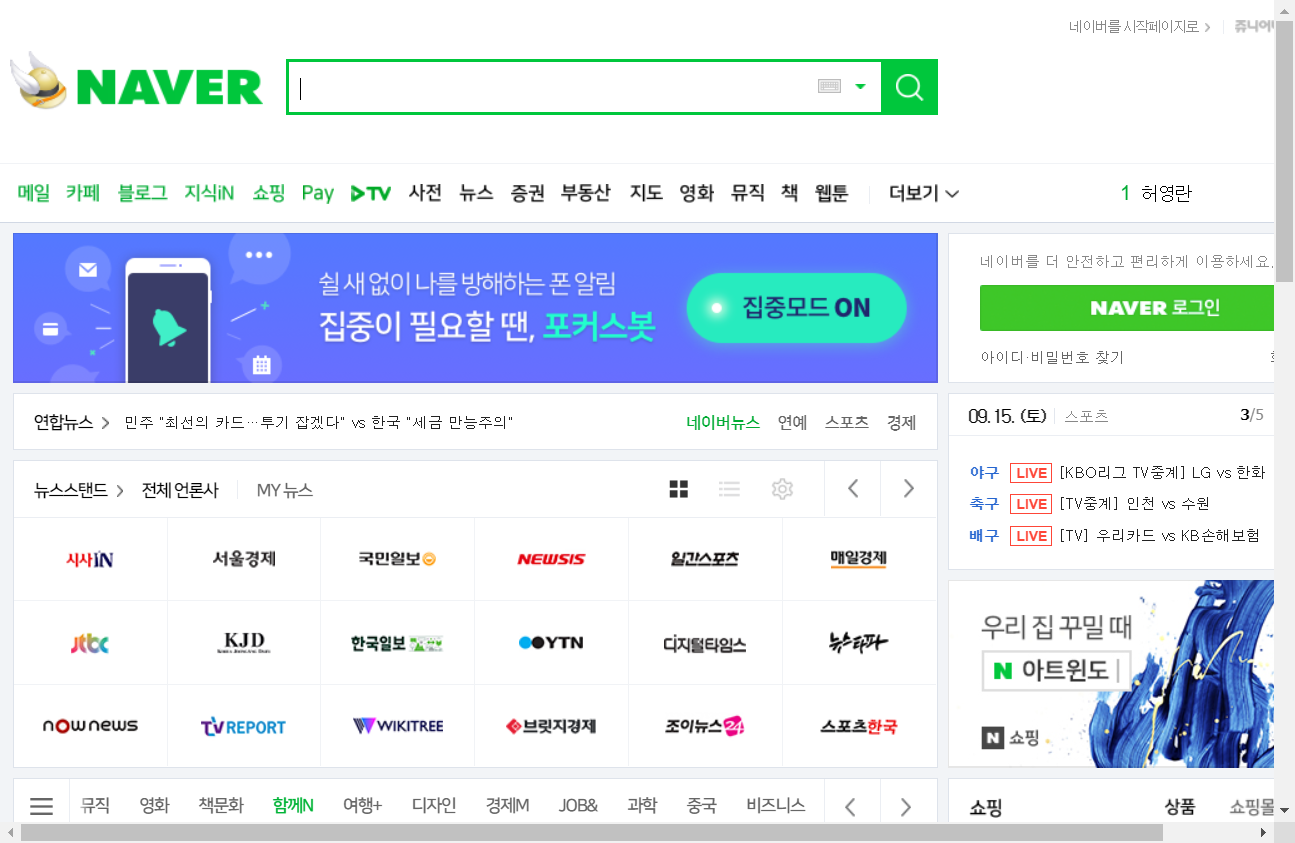 네이버를 시작페이지로
쥬니어
NAVER
메일 카페 블로그 지식iN 쇼핑 Pay TV 사전 뉴스 증권 부동산 지도 영화 뮤직 책 웹툰 더보기
1 허영란
쉴 새 없이 나를 방해하는 폰 알림
집중이 필요할 땐, 포커스봇
집중모드 ON
네이버를 더 안전하고 편리하게 이용하세요.
NAVER 로그인
아이디·비밀번호 찾기
연합뉴스 민주 "최선의 카드…투기 잡겠다" vs 한국 "세금 만능주의"
네이버뉴스 연예 스포츠 경제
09.15. (토) 스포츠 3/5
야구 LIVE [KBO리그 TV중계] LG vs 한화
축구 LIVE [TV중계] 인천 vs 수원
배구 LIVE [TV] 우리카드 vs KB손해보험
뉴스스탠드 전체 언론사 MY 뉴스
시사iN 서울경제 국민일보 NEWSIS 일간스포츠 매일경제
jtbc KJD 한국일보 YTN 디지털타임스 뉴스타파
nownews TVREPORT WIKITREE 브릿지경제 조이뉴스24 스포츠한국
우리 집 꾸밀 때
N 아트윈도
N 쇼핑
뮤직 영화 책문화 함께N 여행+ 디자인 경제M JOB& 과학 중국 비즈니스
쇼핑 상품 쇼핑몰